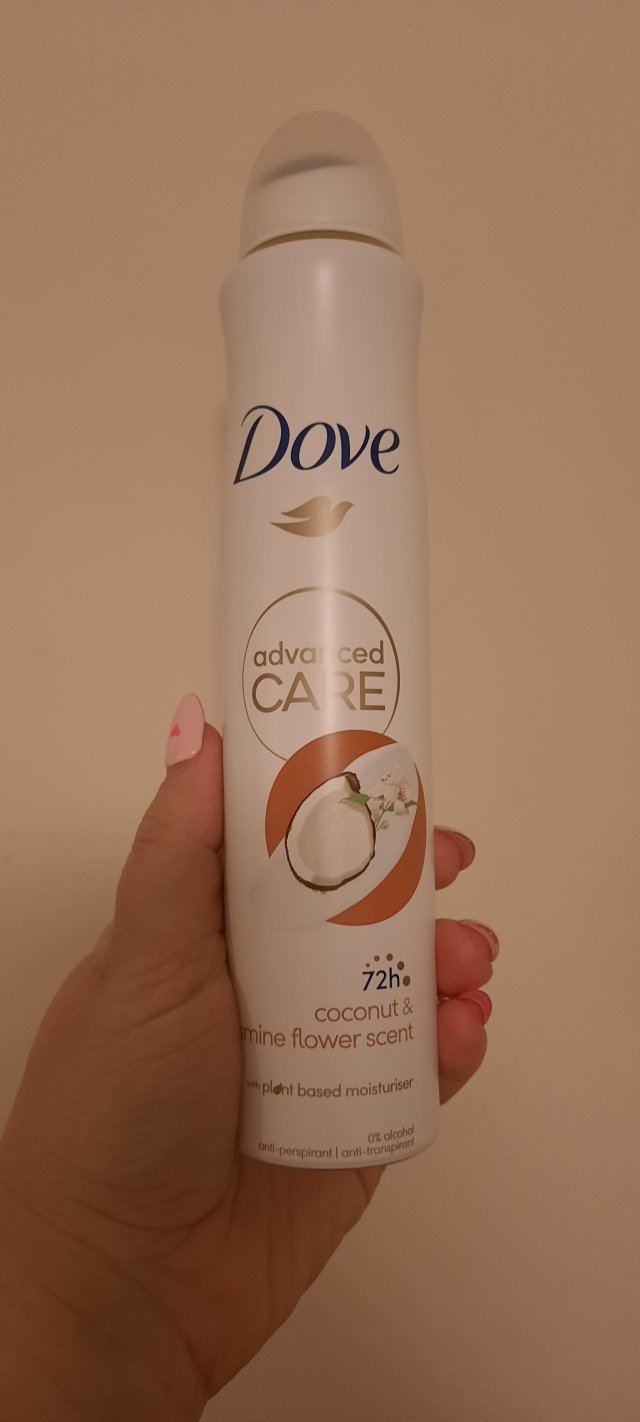 Dove
advanced
CARE
72h
coconut &
mine flower scent
with plant based moisturiser
0% alcohol
anti-perspirant | anti-transpirant